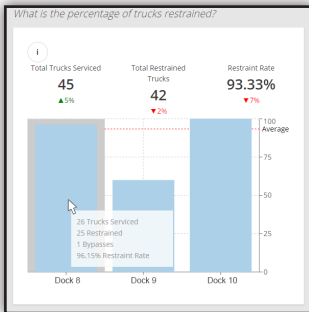 What is the percentage of trucks restrained?
i
Total Trucks Serviced
45
▲5%
Total Restrained
Trucks
42
▼2%
Restraint Rate
93.33%
▼7%
100
Average
75
50
25
0
26 Trucks Serviced
25 Restrained
1 Bypasses
96.15% Restraint Rate
Dock 8 Dock 9 Dock 10